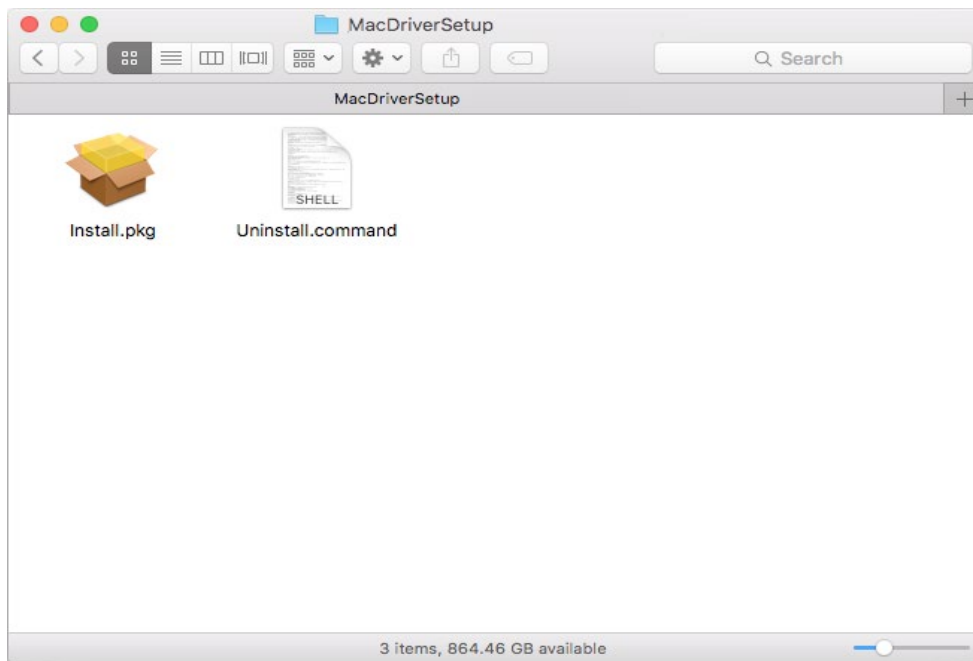 MacDriverSetup
Search
MacDriverSetup
SHELL
Install.pkg Uninstall.command
3 items, 864.46 GB available